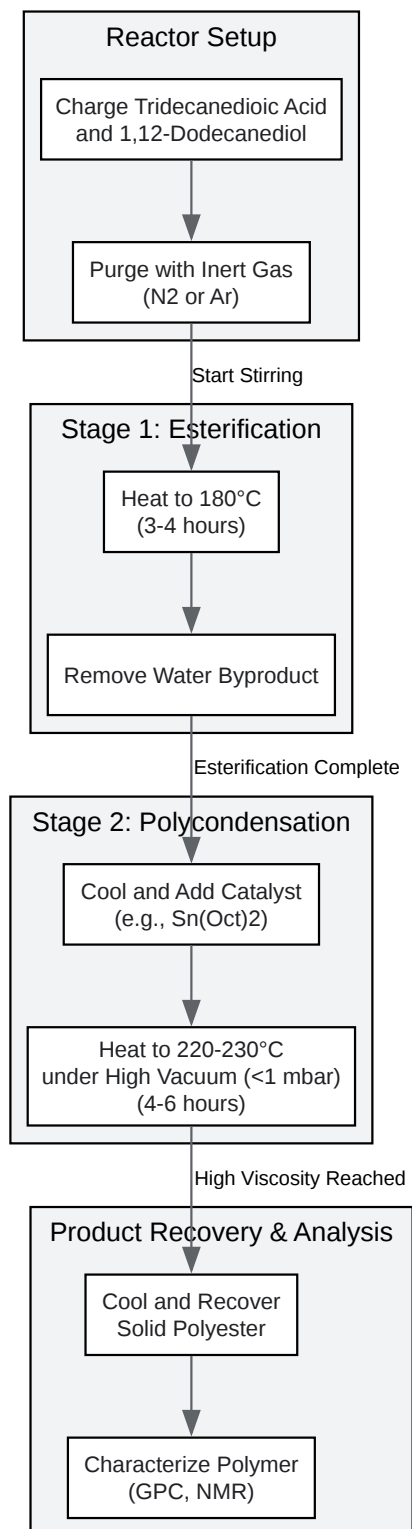 Reactor Setup
Charge Tridecanedioic Acid
and 1,12-Dodecanediol
Purge with Inert Gas
(N2 or Ar)
Start Stirring
Stage 1: Esterification
Heat to 180°C
(3-4 hours)
Remove Water Byproduct
Esterification Complete
Stage 2: Polycondensation
Cool and Add Catalyst
(e.g., Sn(Oct)2)
Heat to 220-230°C
under High Vacuum (<1 mbar)
(4-6 hours)
High Viscosity Reached
Product Recovery & Analysis
Cool and Recover
Solid Polyester
Characterize Polymer
(GPC, NMR)